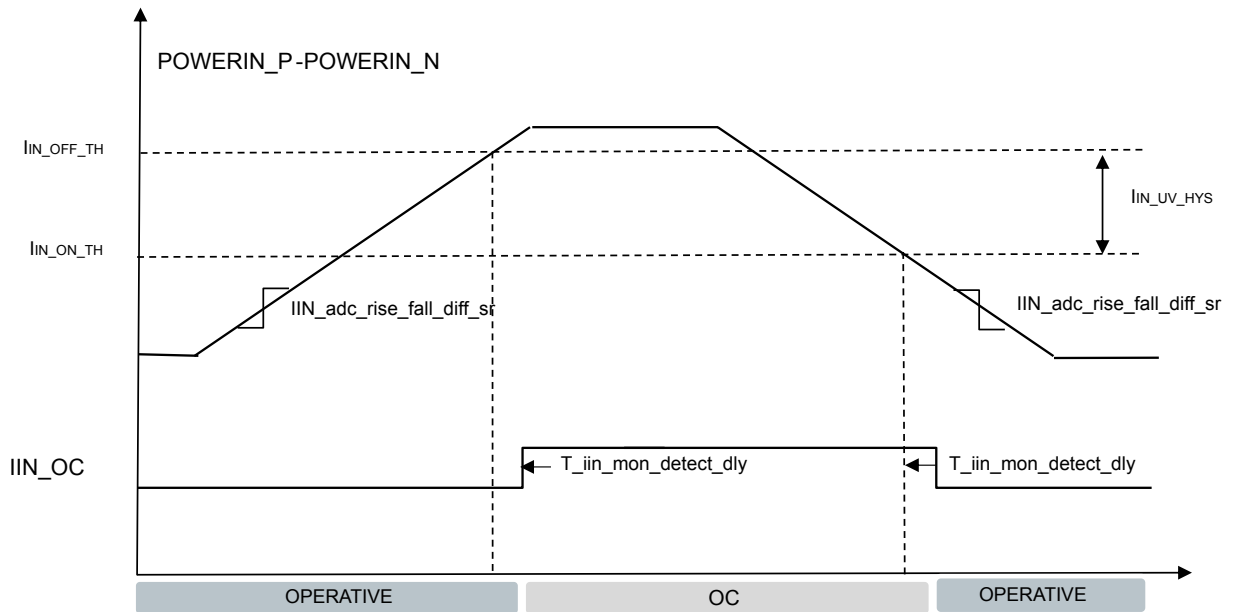 POWERIN_P-POWERIN_N
IIN_OFF_TH
IIN_UV_HYS
IIN_ON_TH
IIN_adc_rise_fall_diff_sr
IIN_adc_rise_fall_diff_sr
IIN_OC
T_iin_mon_detect_dly
T_iin_mon_detect_dly
OPERATIVE
OC
OPERATIVE